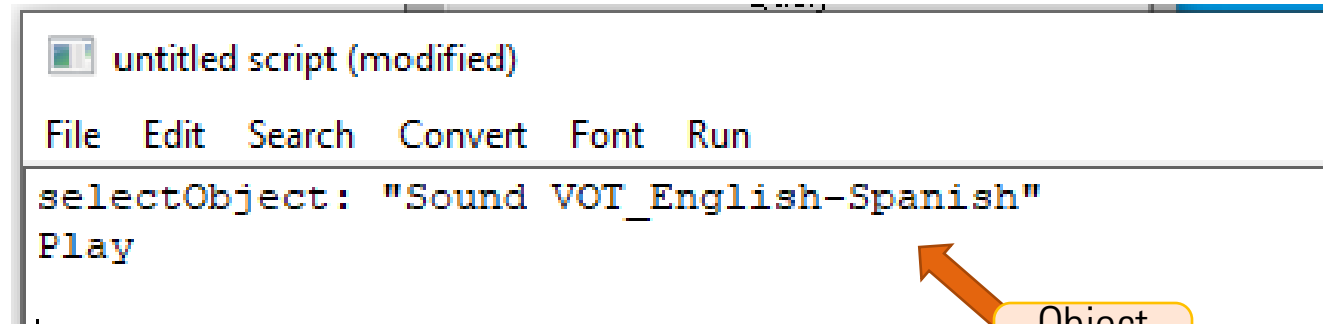 untitled script (modified)
File Edit Search Convert Font Run
selectObject: "Sound VOT_English-Spanish"
Play
Object